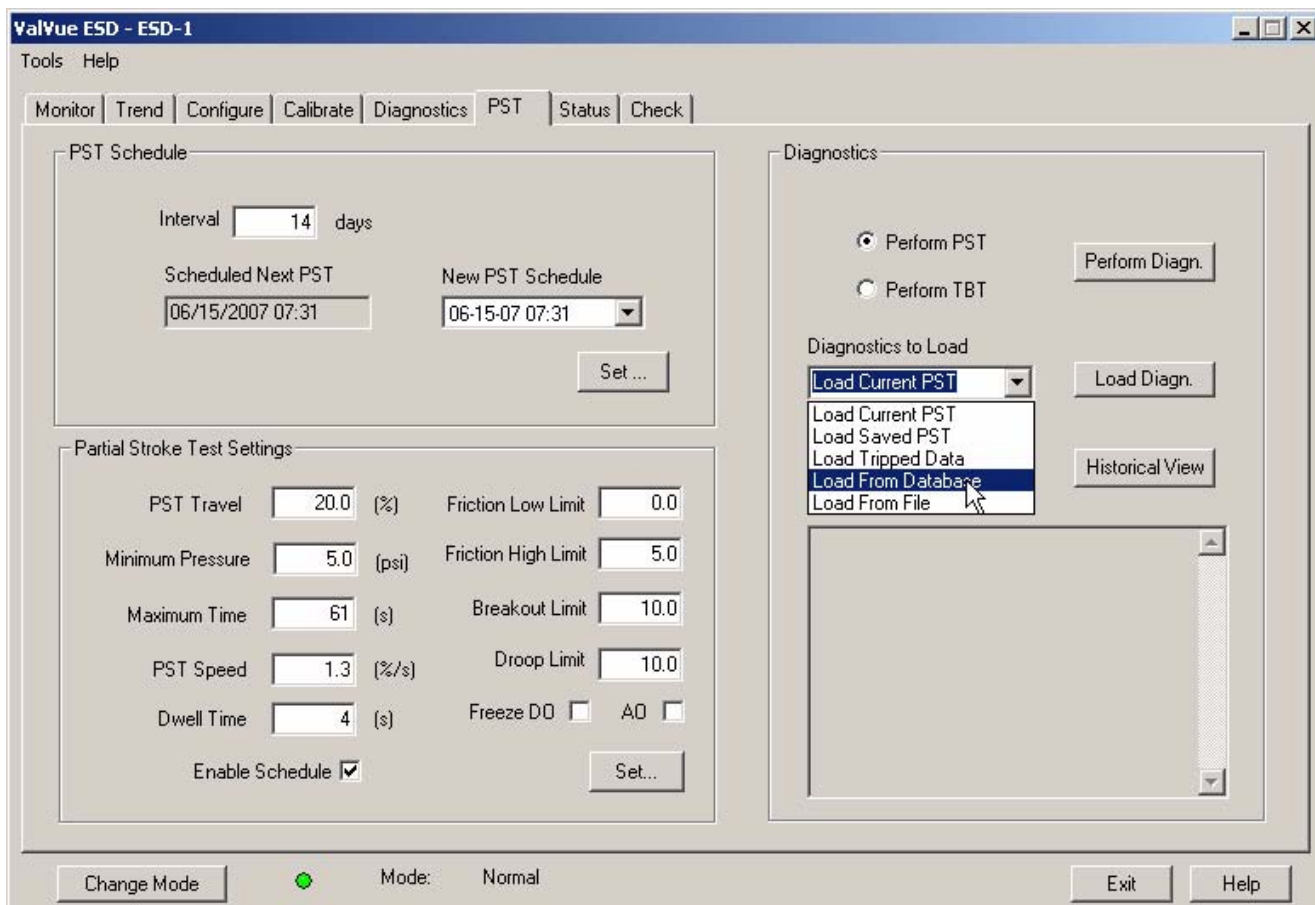 ValVue ESD - ESD-1
Tools Help
Monitor Trend Configure Calibrate Diagnostics PST Status Check
PST Schedule
Interval 14 days
Scheduled Next PST
06/15/2007 07:31
New PST Schedule
06-15-07 07:31
Set ...
Partial Stroke Test Settings
PST Travel 20.0 (%)
Minimum Pressure 5.0 (psi)
Maximum Time 61 (s)
PST Speed 1.3 (%/s)
Dwell Time 4 (s)
Enable Schedule
Friction Low Limit 0.0
Friction High Limit 5.0
Breakout Limit 10.0
Droop Limit 10.0
Freeze DO AO
Set...
Diagnostics
Perform PST
Perform TBT
Perform Diagn.
Diagnostics to Load
Load Current PST
Load Diagn.
Load Current PST
Load Saved PST
Load Tripped Data
Load From Database
Load From File
Historical View
Change Mode
Mode: Normal
Exit
Help